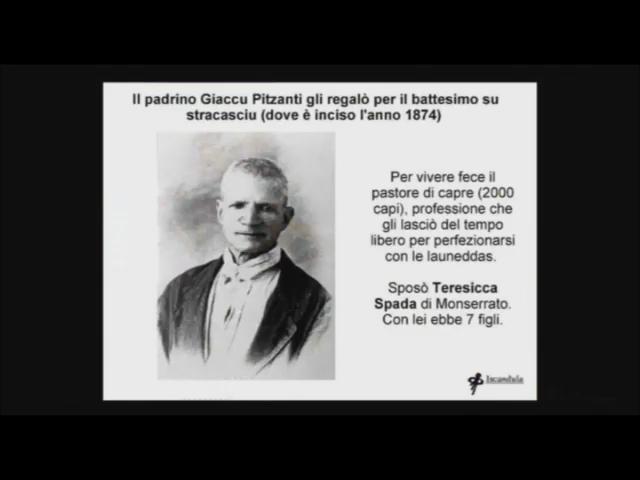 Il padrino Giaccu Pitzanti gli regalò per il battesimo su
stracasciu (dove è inciso l'anno 1874)
Per vivere fece il
pastore di capre (2000
capi), professione che
gli lasciò del tempo
libero per perfezionarsi
con le launeddas.
Sposò Teresicca
Spada di Monserrato.
Con lei ebbe 7 figli.
Iscandula